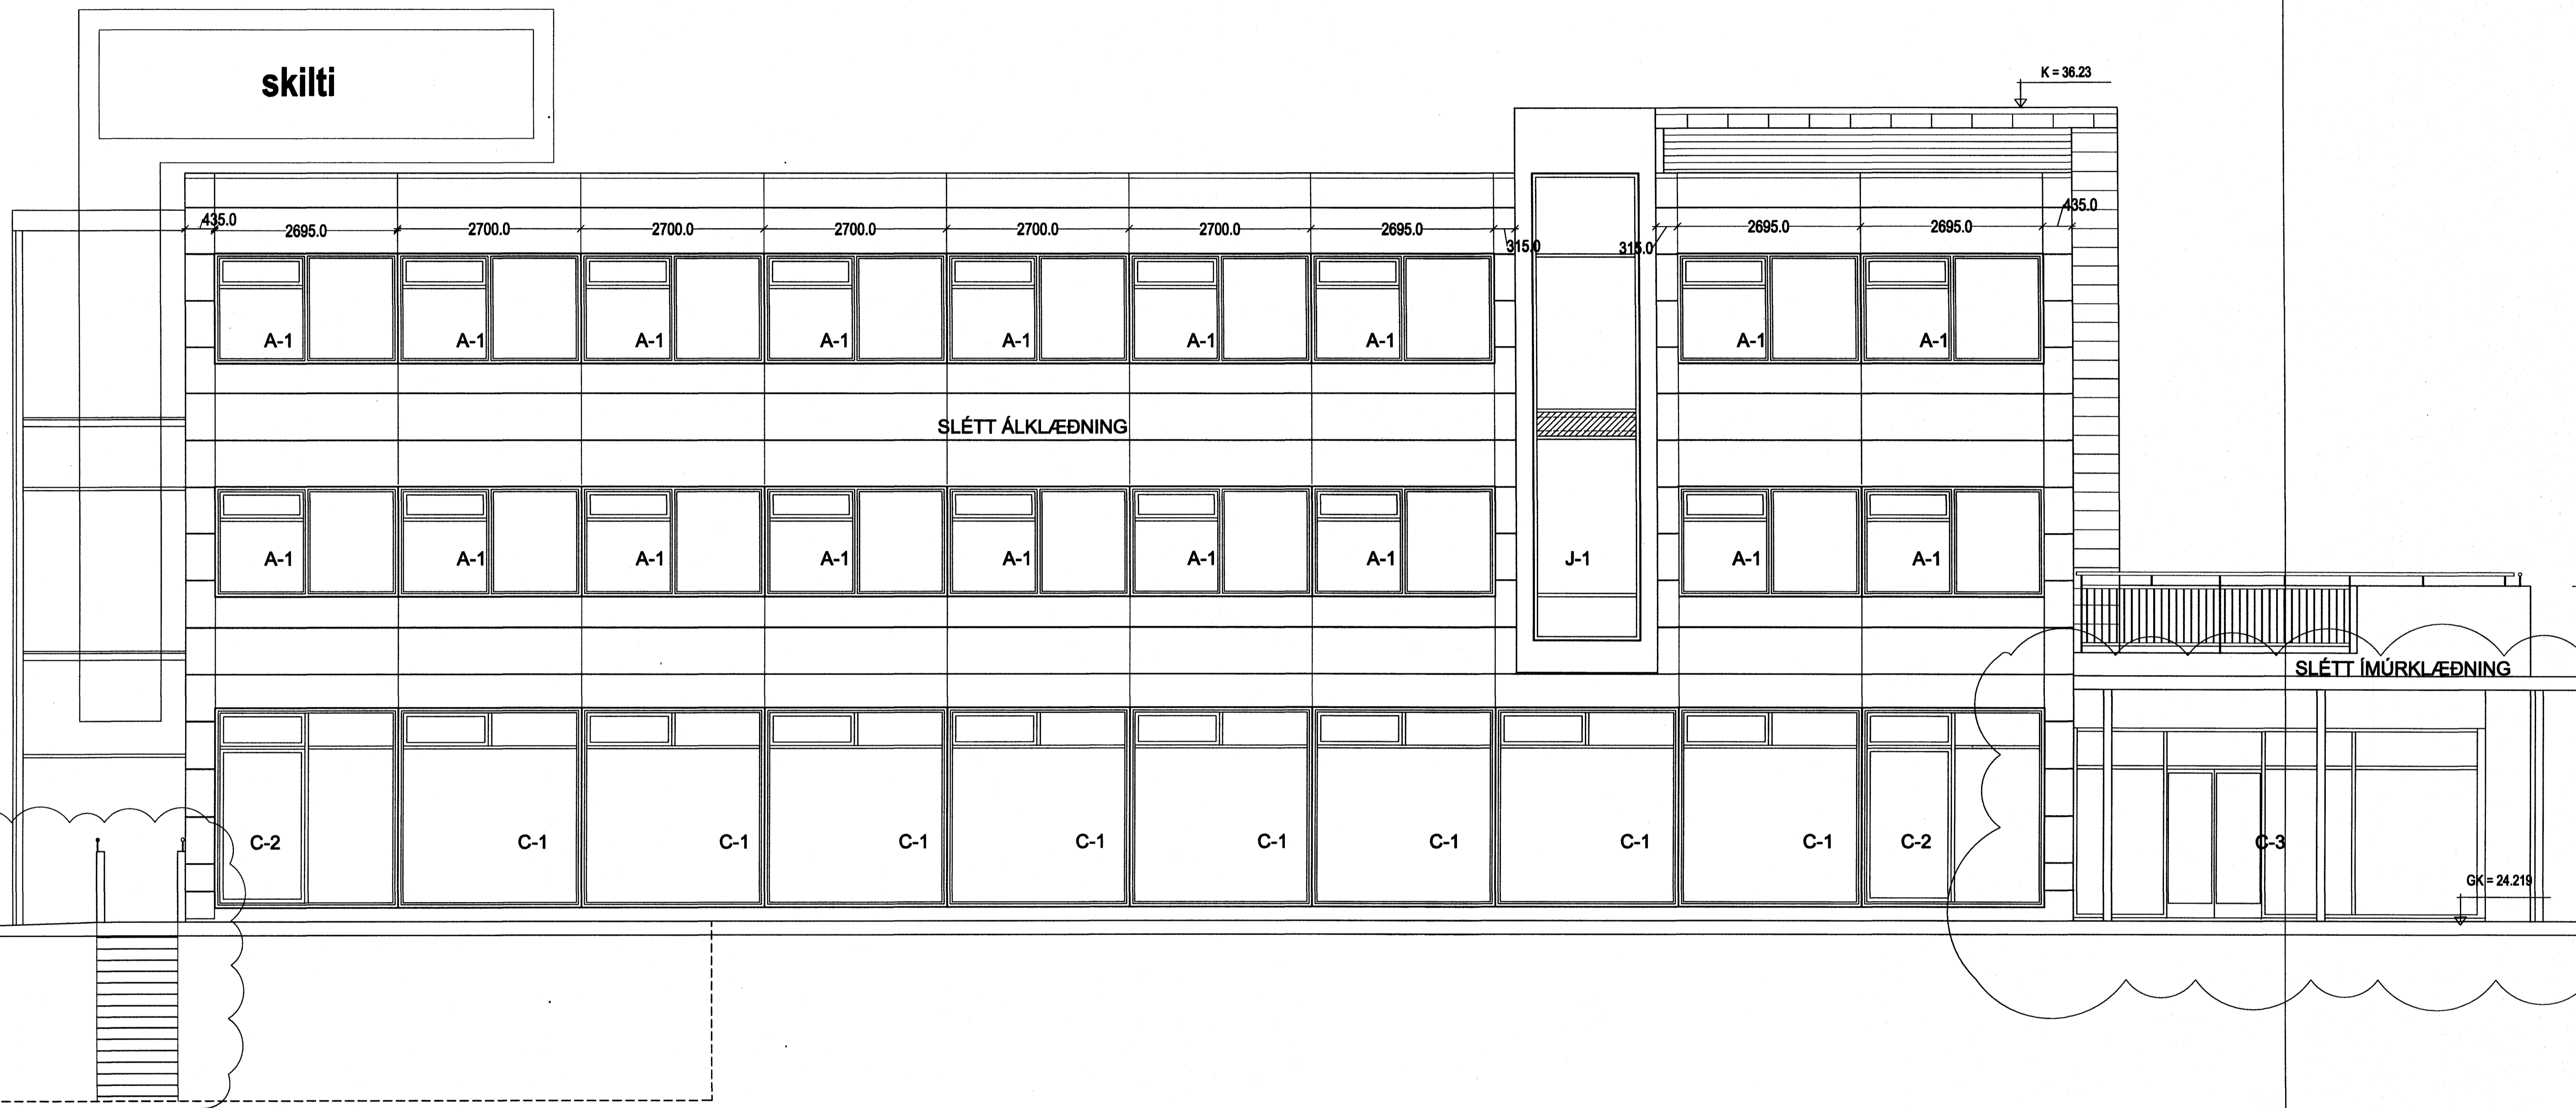 skilti
K = 36.23
435.0 2695.0 2700.0 2700.0 2700.0 2700.0 2700.0 2695.0 315.0 315.0 2695.0 2695.0 435.0
A-1 A-1 A-1 A-1 A-1 A-1 A-1 A-1 A-1
SLÉTT ÁLKLÆÐNING
A-1 A-1 A-1 A-1 A-1 A-1 A-1 J-1 A-1 A-1
SLÉTT ÍMÚRKLÆÐNING
C-2 C-1 C-1 C-1 C-1 C-1 C-1 C-1 C-1 C-2 C-3
GK = 24.219